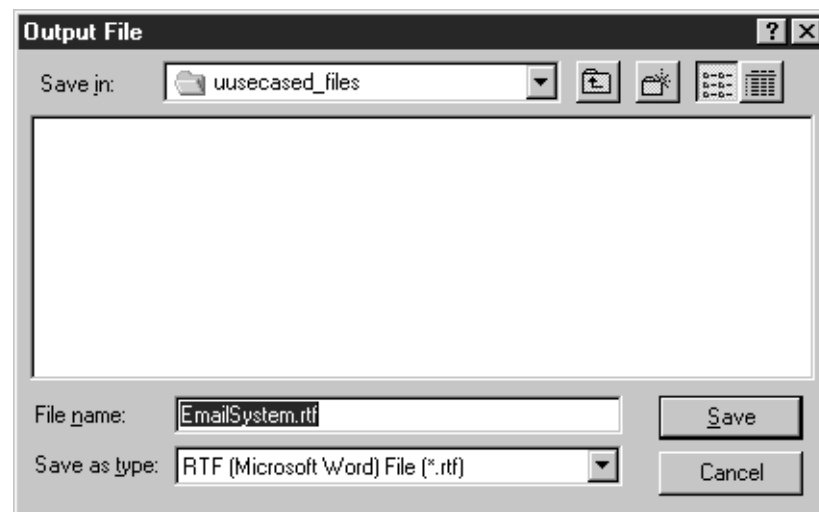 Output File
Save in:
uusecased_files
File name:
EmailSystem.rtf
Save
Save as type:
RTF (Microsoft Word) File (*.rtf)
Cancel